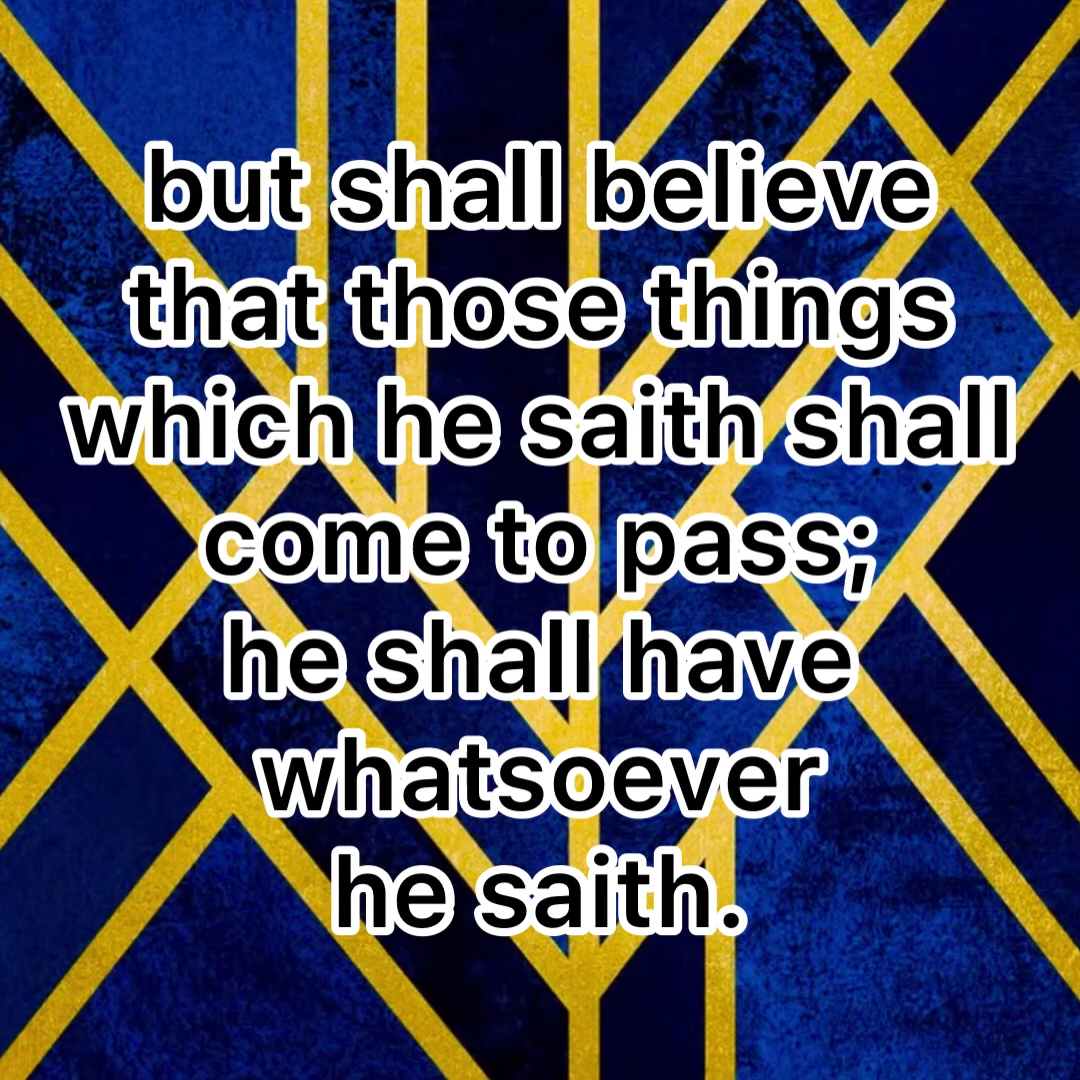 but shall believe
that those things
which he saith shall
come to pass;
he shall have
whatsoever
he saith.